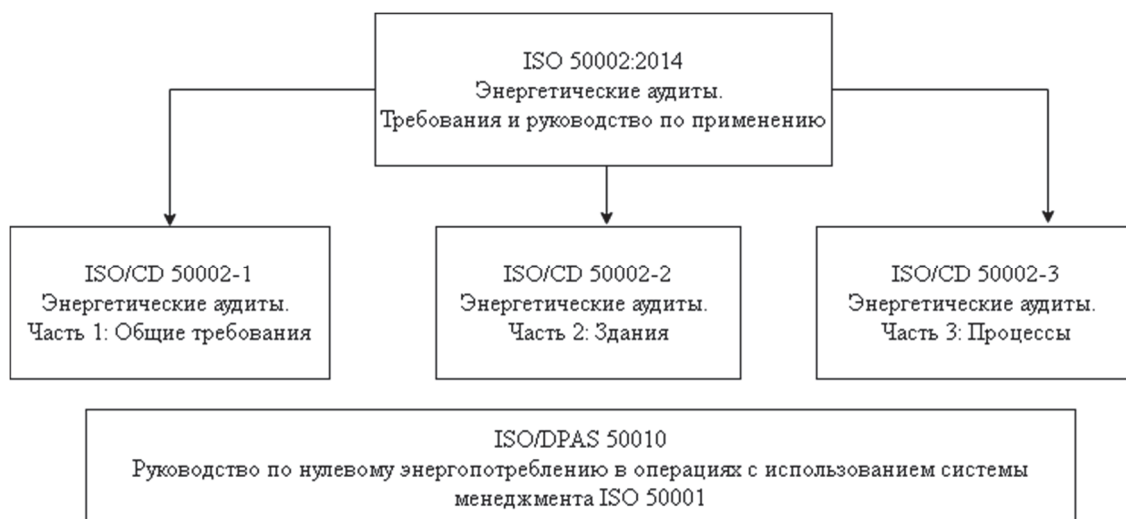 ISO 50002:2014
Энергетические аудиты.
Требования и руководство по применению
ISO/CD 50002-1
Энергетические аудиты.
Часть 1: Общие требования
ISO/CD 50002-2
Энергетические аудиты.
Часть 2: Здания
ISO/CD 50002-3
Энергетические аудиты.
Часть 3: Процессы
ISO/DPAS 50010
Руководство по нулевому энергопотреблению в операциях с использованием системы
менеджмента ISO 50001